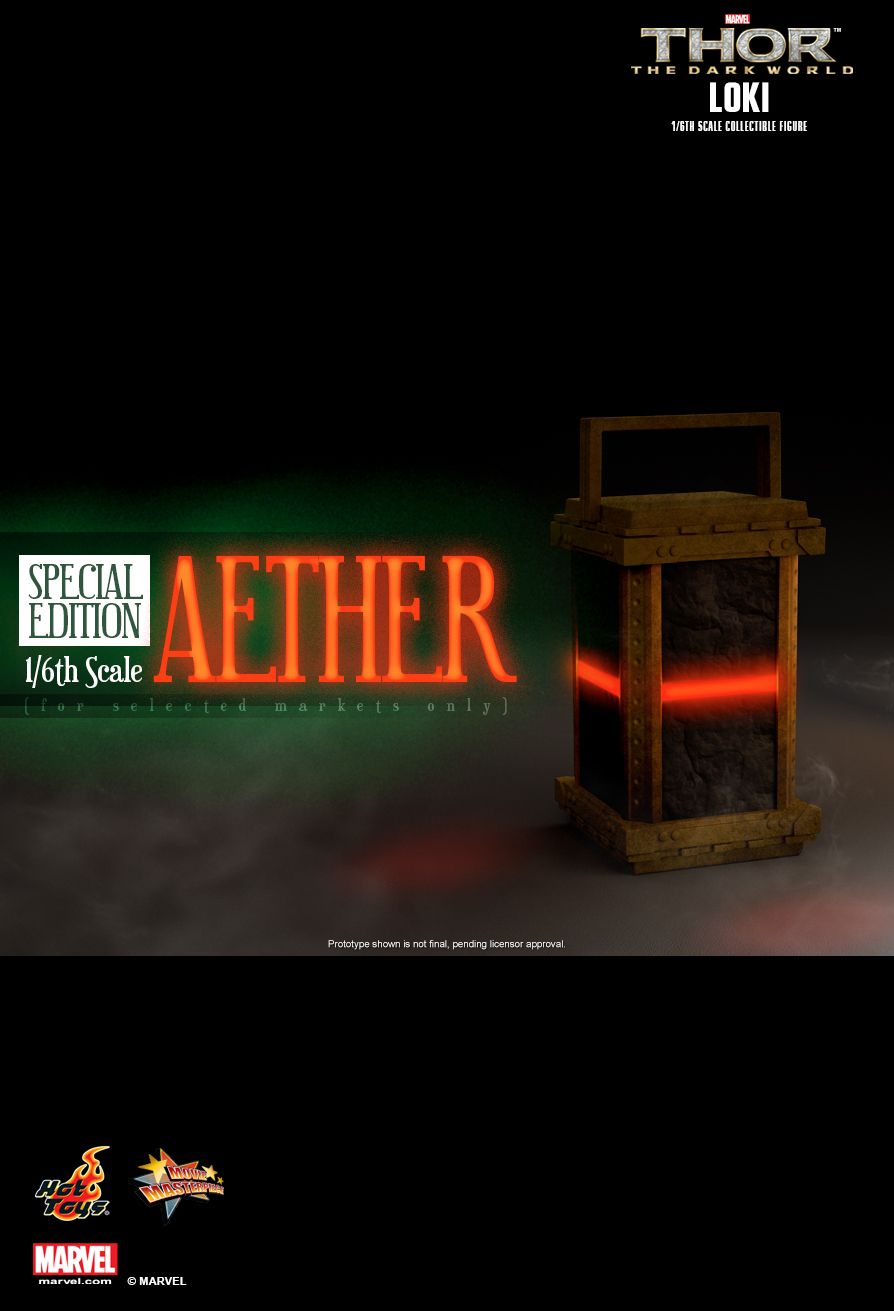 MARVEL
THOR™
THE DARK WORLD
LOKI
1/6TH SCALE COLLECTIBLE FIGURE
SPECIAL
EDITION
AETHER
1/6th Scale
(for selected markets only)
Prototype shown is not final, pending licensor approval.
Hot
Toys®
MOVIE
MASTERPIECE
MARVEL
marvel.com
© MARVEL